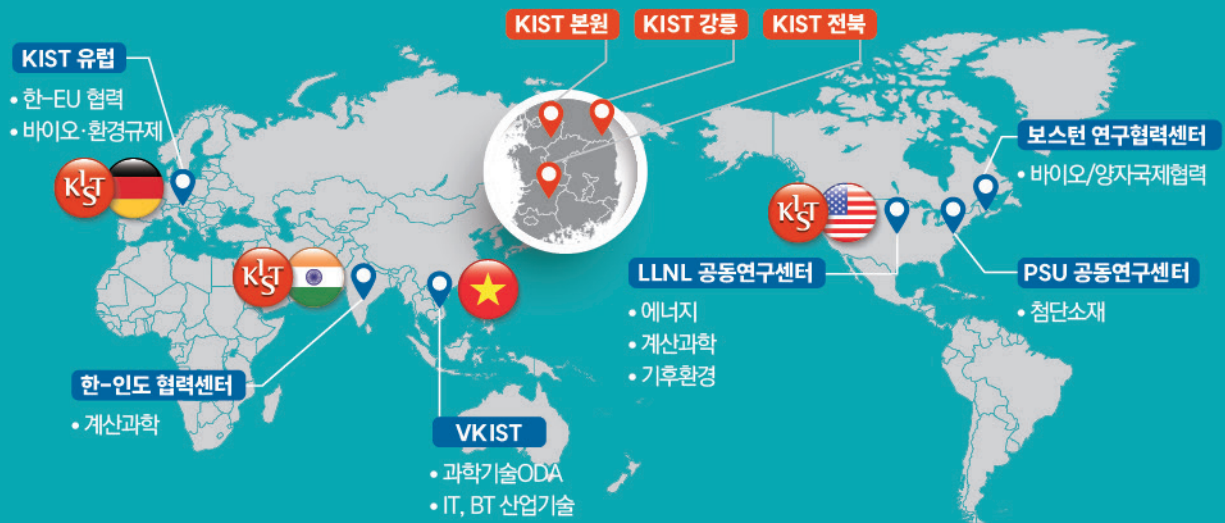 KIST 본원
KIST 강릉
KIST 전북
KIST 유럽
• 한-EU 협력
• 바이오·환경규제
KIST
KIST
한-인도 협력센터
• 계산과학
VKIST
• 과학기술ODA
• IT, BT 산업기술
KIST
LLNL 공동연구센터
• 에너지
• 계산과학
• 기후환경
보스턴 연구협력센터
• 바이오/양자국제협력
PSU 공동연구센터
• 첨단소재